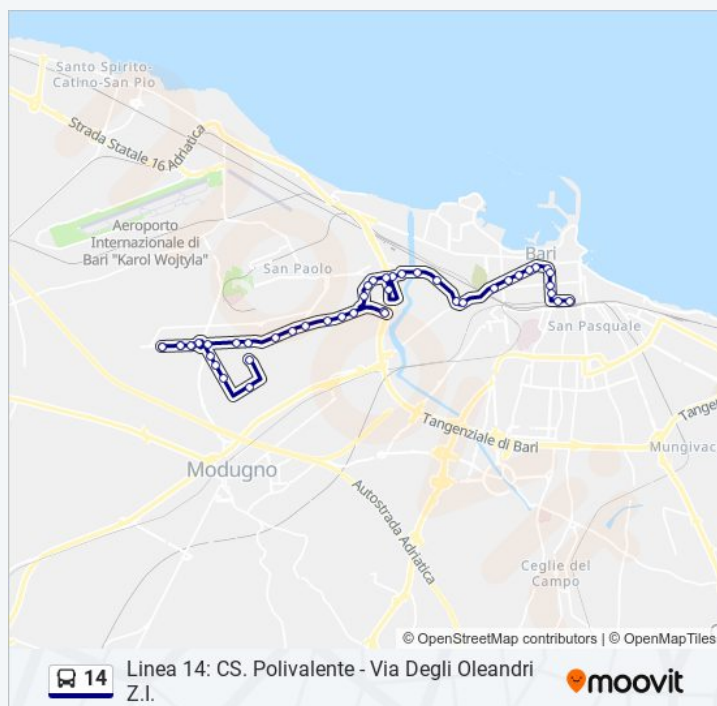 Santo Spirito-
Catino-San Pio
Strada Statale 16 Adriatica
Aeroporto
Internazionale di
Bari "Karol Wojtyla"
San Paolo
Bari
San Pasquale
Tangenziale di Bari
Tange
Mungivac
Modugno
Autostrada Adriatica
Ceglie del
Campo
© OpenStreetMap contributors | © OpenMapTiles
14
Linea 14: CS. Polivalente - Via Degli Oleandri
Z.I.
moovit